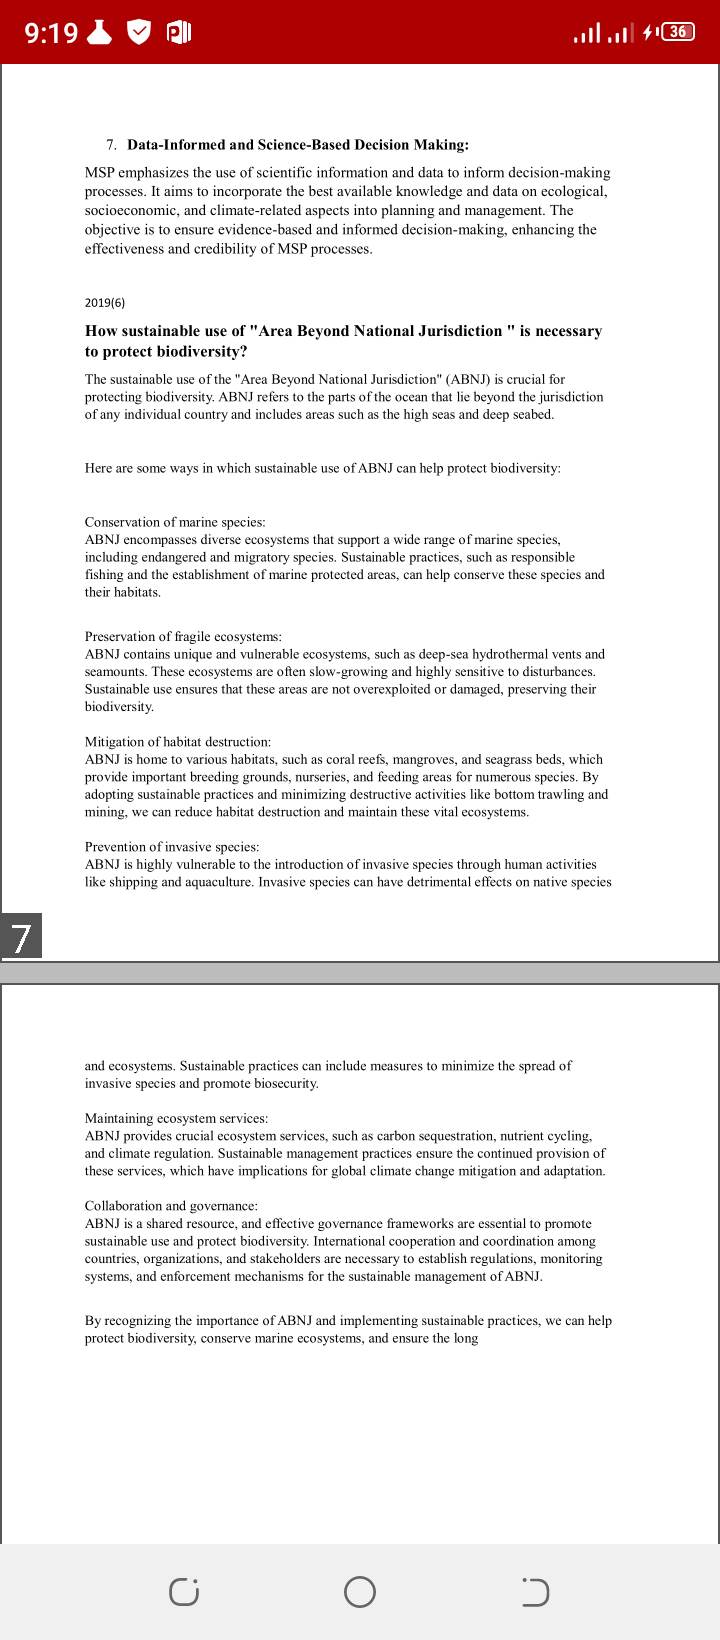 9:19
36
7. Data-Informed and Science-Based Decision Making:
MSP emphasizes the use of scientific information and data to inform decision-making
processes. It aims to incorporate the best available knowledge and data on ecological,
socioeconomic, and climate-related aspects into planning and management. The
objective is to ensure evidence-based and informed decision-making, enhancing the
effectiveness and credibility of MSP processes.
2019(6)
How sustainable use of "Area Beyond National Jurisdiction " is necessary
to protect biodiversity?
The sustainable use of the "Area Beyond National Jurisdiction" (ABNJ) is crucial for
protecting biodiversity. ABNJ refers to the parts of the ocean that lie beyond the jurisdiction
of any individual country and includes areas such as the high seas and deep seabed.
Here are some ways in which sustainable use of ABNJ can help protect biodiversity:
Conservation of marine species:
ABNJ encompasses diverse ecosystems that support a wide range of marine species,
including endangered and migratory species. Sustainable practices, such as responsible
fishing and the establishment of marine protected areas, can help conserve these species and
their habitats.
Preservation of fragile ecosystems:
ABNJ contains unique and vulnerable ecosystems, such as deep-sea hydrothermal vents and
seamounts. These ecosystems are often slow-growing and highly sensitive to disturbances.
Sustainable use ensures that these areas are not overexploited or damaged, preserving their
biodiversity.
Mitigation of habitat destruction:
ABNJ is home to various habitats, such as coral reefs, mangroves, and seagrass beds, which
provide important breeding grounds, nurseries, and feeding areas for numerous species. By
adopting sustainable practices and minimizing destructive activities like bottom trawling and
mining, we can reduce habitat destruction and maintain these vital ecosystems.
Prevention of invasive species:
ABNJ is highly vulnerable to the introduction of invasive species through human activities
like shipping and aquaculture. Invasive species can have detrimental effects on native species
7
and ecosystems. Sustainable practices can include measures to minimize the spread of
invasive species and promote biosecurity.
Maintaining ecosystem services:
ABNJ provides crucial ecosystem services, such as carbon sequestration, nutrient cycling,
and climate regulation. Sustainable management practices ensure the continued provision of
these services, which have implications for global climate change mitigation and adaptation.
Collaboration and governance:
ABNJ is a shared resource, and effective governance frameworks are essential to promote
sustainable use and protect biodiversity. International cooperation and coordination among
countries, organizations, and stakeholders are necessary to establish regulations, monitoring
systems, and enforcement mechanisms for the sustainable management of ABNJ.
By recognizing the importance of ABNJ and implementing sustainable practices, we can help
protect biodiversity, conserve marine ecosystems, and ensure the long